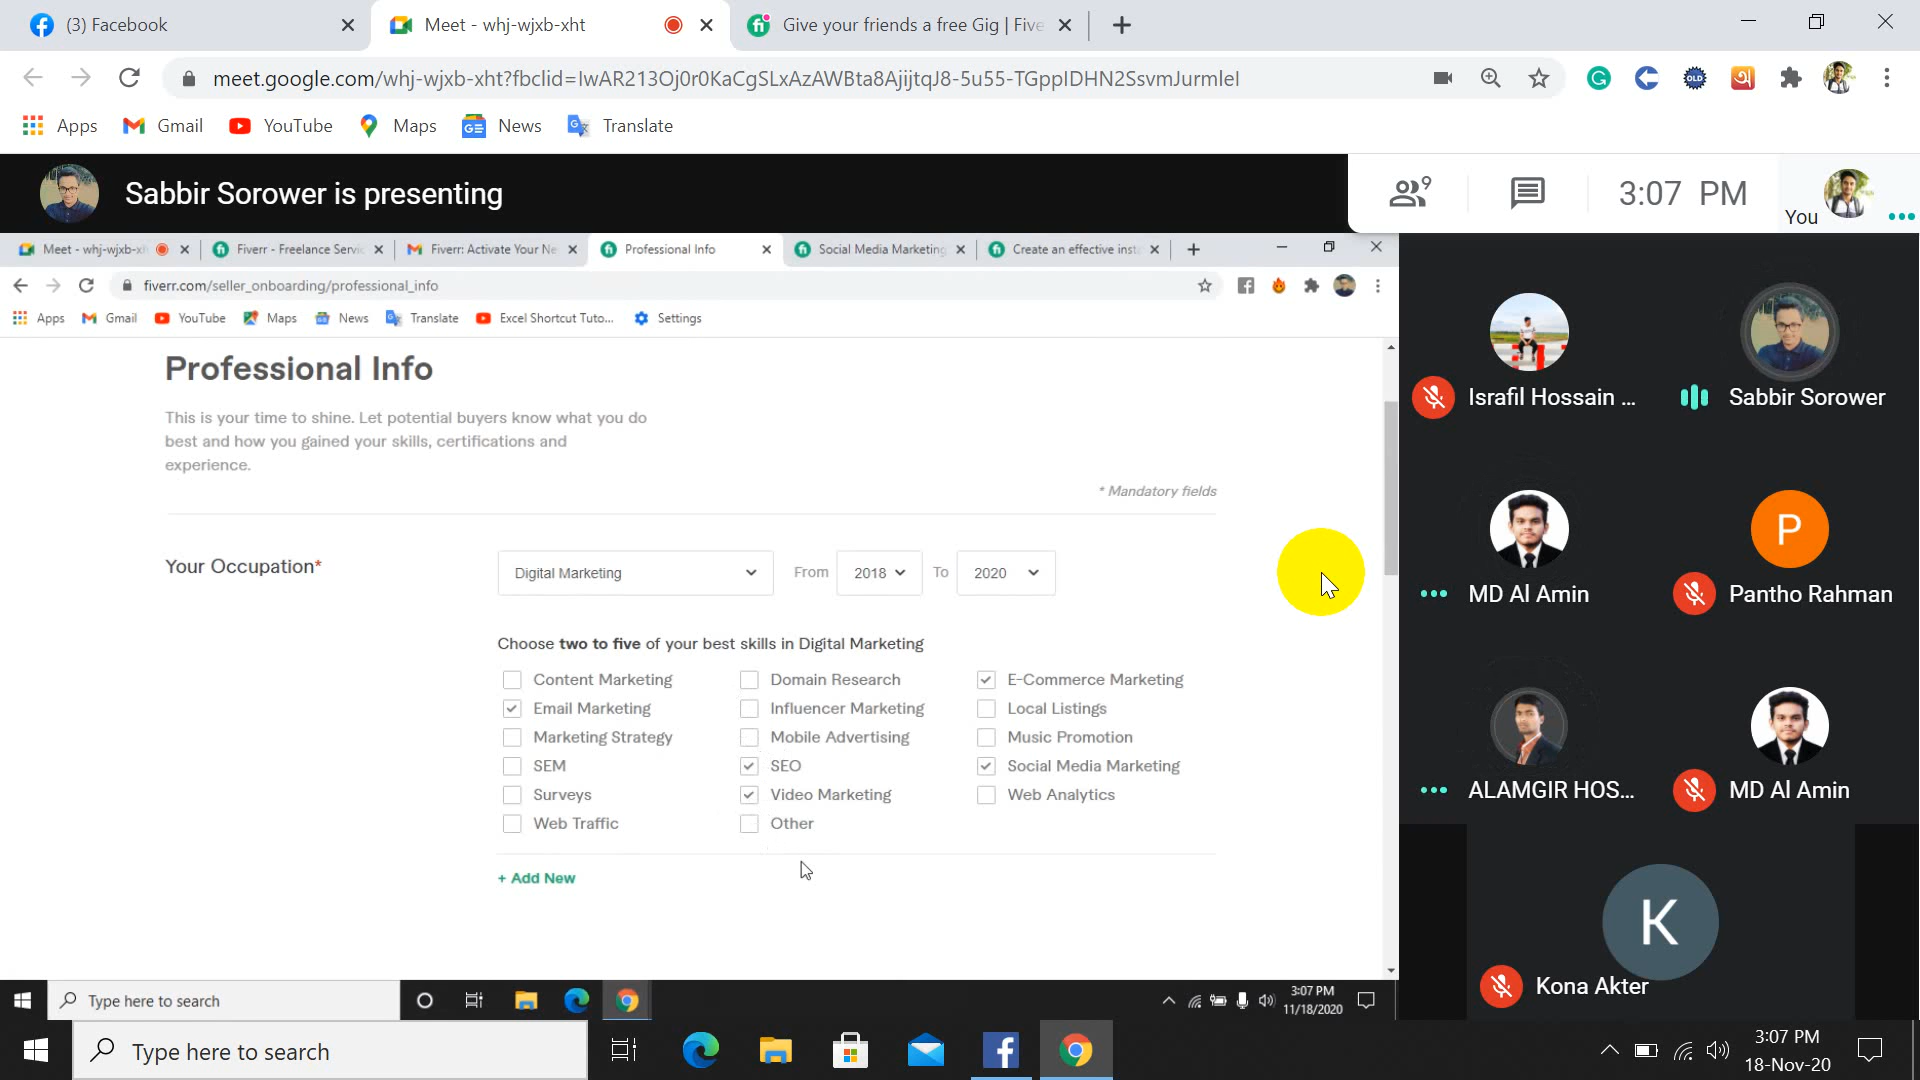 (3) Facebook
Meet - whj-wjxb-xht
Give your friends a free Gig | Five
meet.google.com/whj-wjxb-xht?fbclid=IwAR213Oj0r0KaCgSLxAzAWBta8AjijtqJ8-5u55-TGppIDHN2SsvmJurmleI
Apps
Gmail
YouTube
Maps
News
Translate
Sabbir Sorower is presenting
9
3:07 PM
You
Meet - whj-wjxb-xh
Fiverr - Freelance Servic
Fiverr: Activate Your Ne
Professional Info
Social Media Marketing
Create an effective insta
fiverr.com/seller_onboarding/professional_info
Apps
Gmail
YouTube
Maps
News
Translate
Excel Shortcut Tuto...
Settings
Professional Info
This is your time to shine. Let potential buyers know what you do
best and how you gained your skills, certifications and
experience.
* Mandatory fields
Your Occupation*
Digital Marketing
From
2018
To
2020
Choose two to five of your best skills in Digital Marketing
Content Marketing
Domain Research
E-Commerce Marketing
Email Marketing
Influencer Marketing
Local Listings
Marketing Strategy
Mobile Advertising
Music Promotion
SEM
SEO
Social Media Marketing
Surveys
Video Marketing
Web Analytics
Web Traffic
Other
+ Add New
Israfil Hossain ...
Sabbir Sorower
MD Al Amin
P
Pantho Rahman
ALAMGIR HOS...
MD Al Amin
K
Kona Akter
Type here to search
3:07 PM
11/18/2020
Type here to search
3:07 PM
18-Nov-20